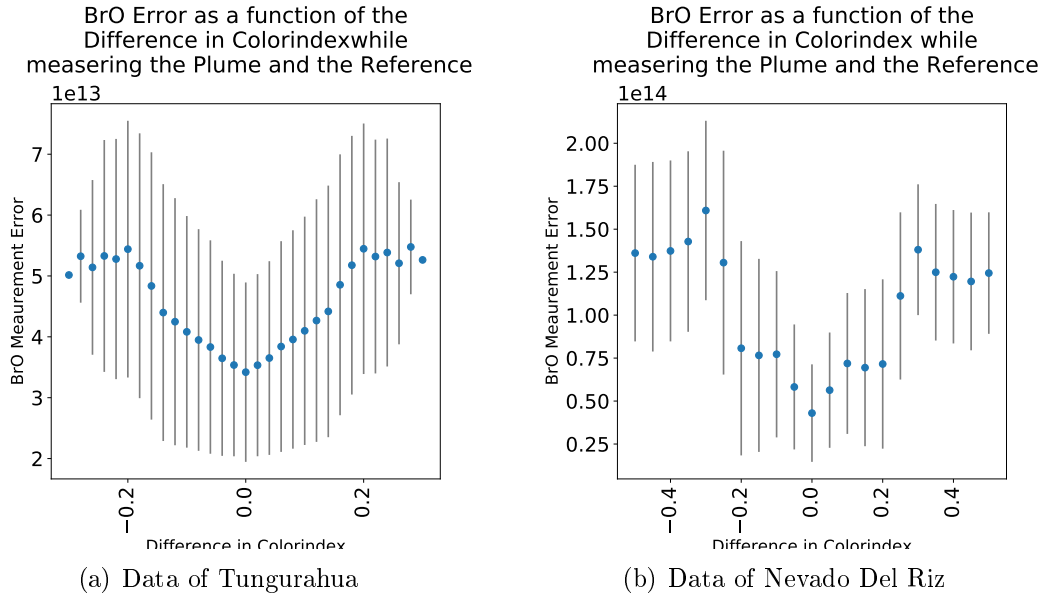 BrO Error as a function of the
Difference in Colorindexwhile
measering the Plume and the Reference
1e13
7
6
5
4
3
2
BrO Meaurement Error
−0.2
0.0
0.2
Difference in Colorindex
(a) Data of Tungurahua
BrO Error as a function of the
Difference in Colorindex while
measering the Plume and the Reference
1e14
2.00
1.75
1.50
1.25
1.00
0.75
0.50
0.25
BrO Meaurement Error
−0.4
−0.2
0.0
0.2
0.4
Difference in Colorindex
(b) Data of Nevado Del Riz